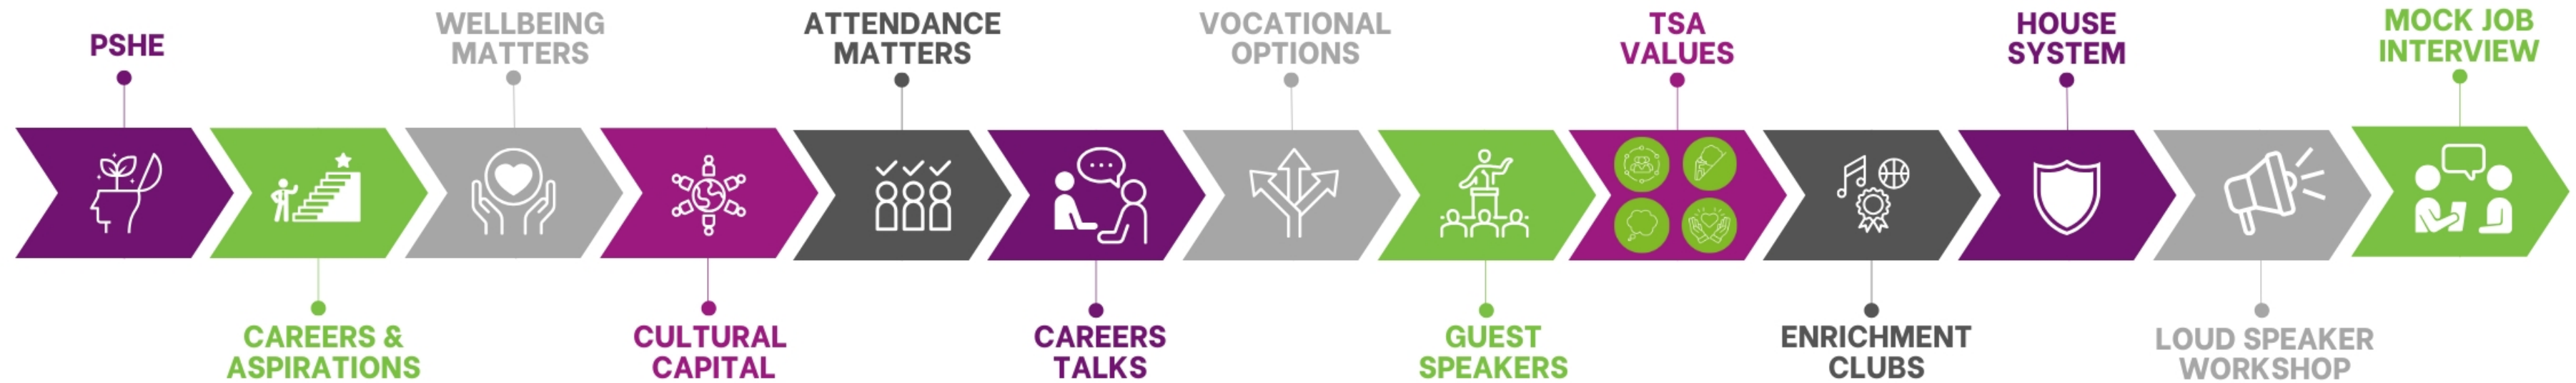 PSHE
CAREERS &
ASPIRATIONS
WELLBEING
MATTERS
CULTURAL
CAPITAL
ATTENDANCE
MATTERS
CAREERS
TALKS
VOCATIONAL
OPTIONS
GUEST
SPEAKERS
TSA
VALUES
ENRICHMENT
CLUBS
HOUSE
SYSTEM
LOUD SPEAKER
WORKSHOP
MOCK JOB
INTERVIEW